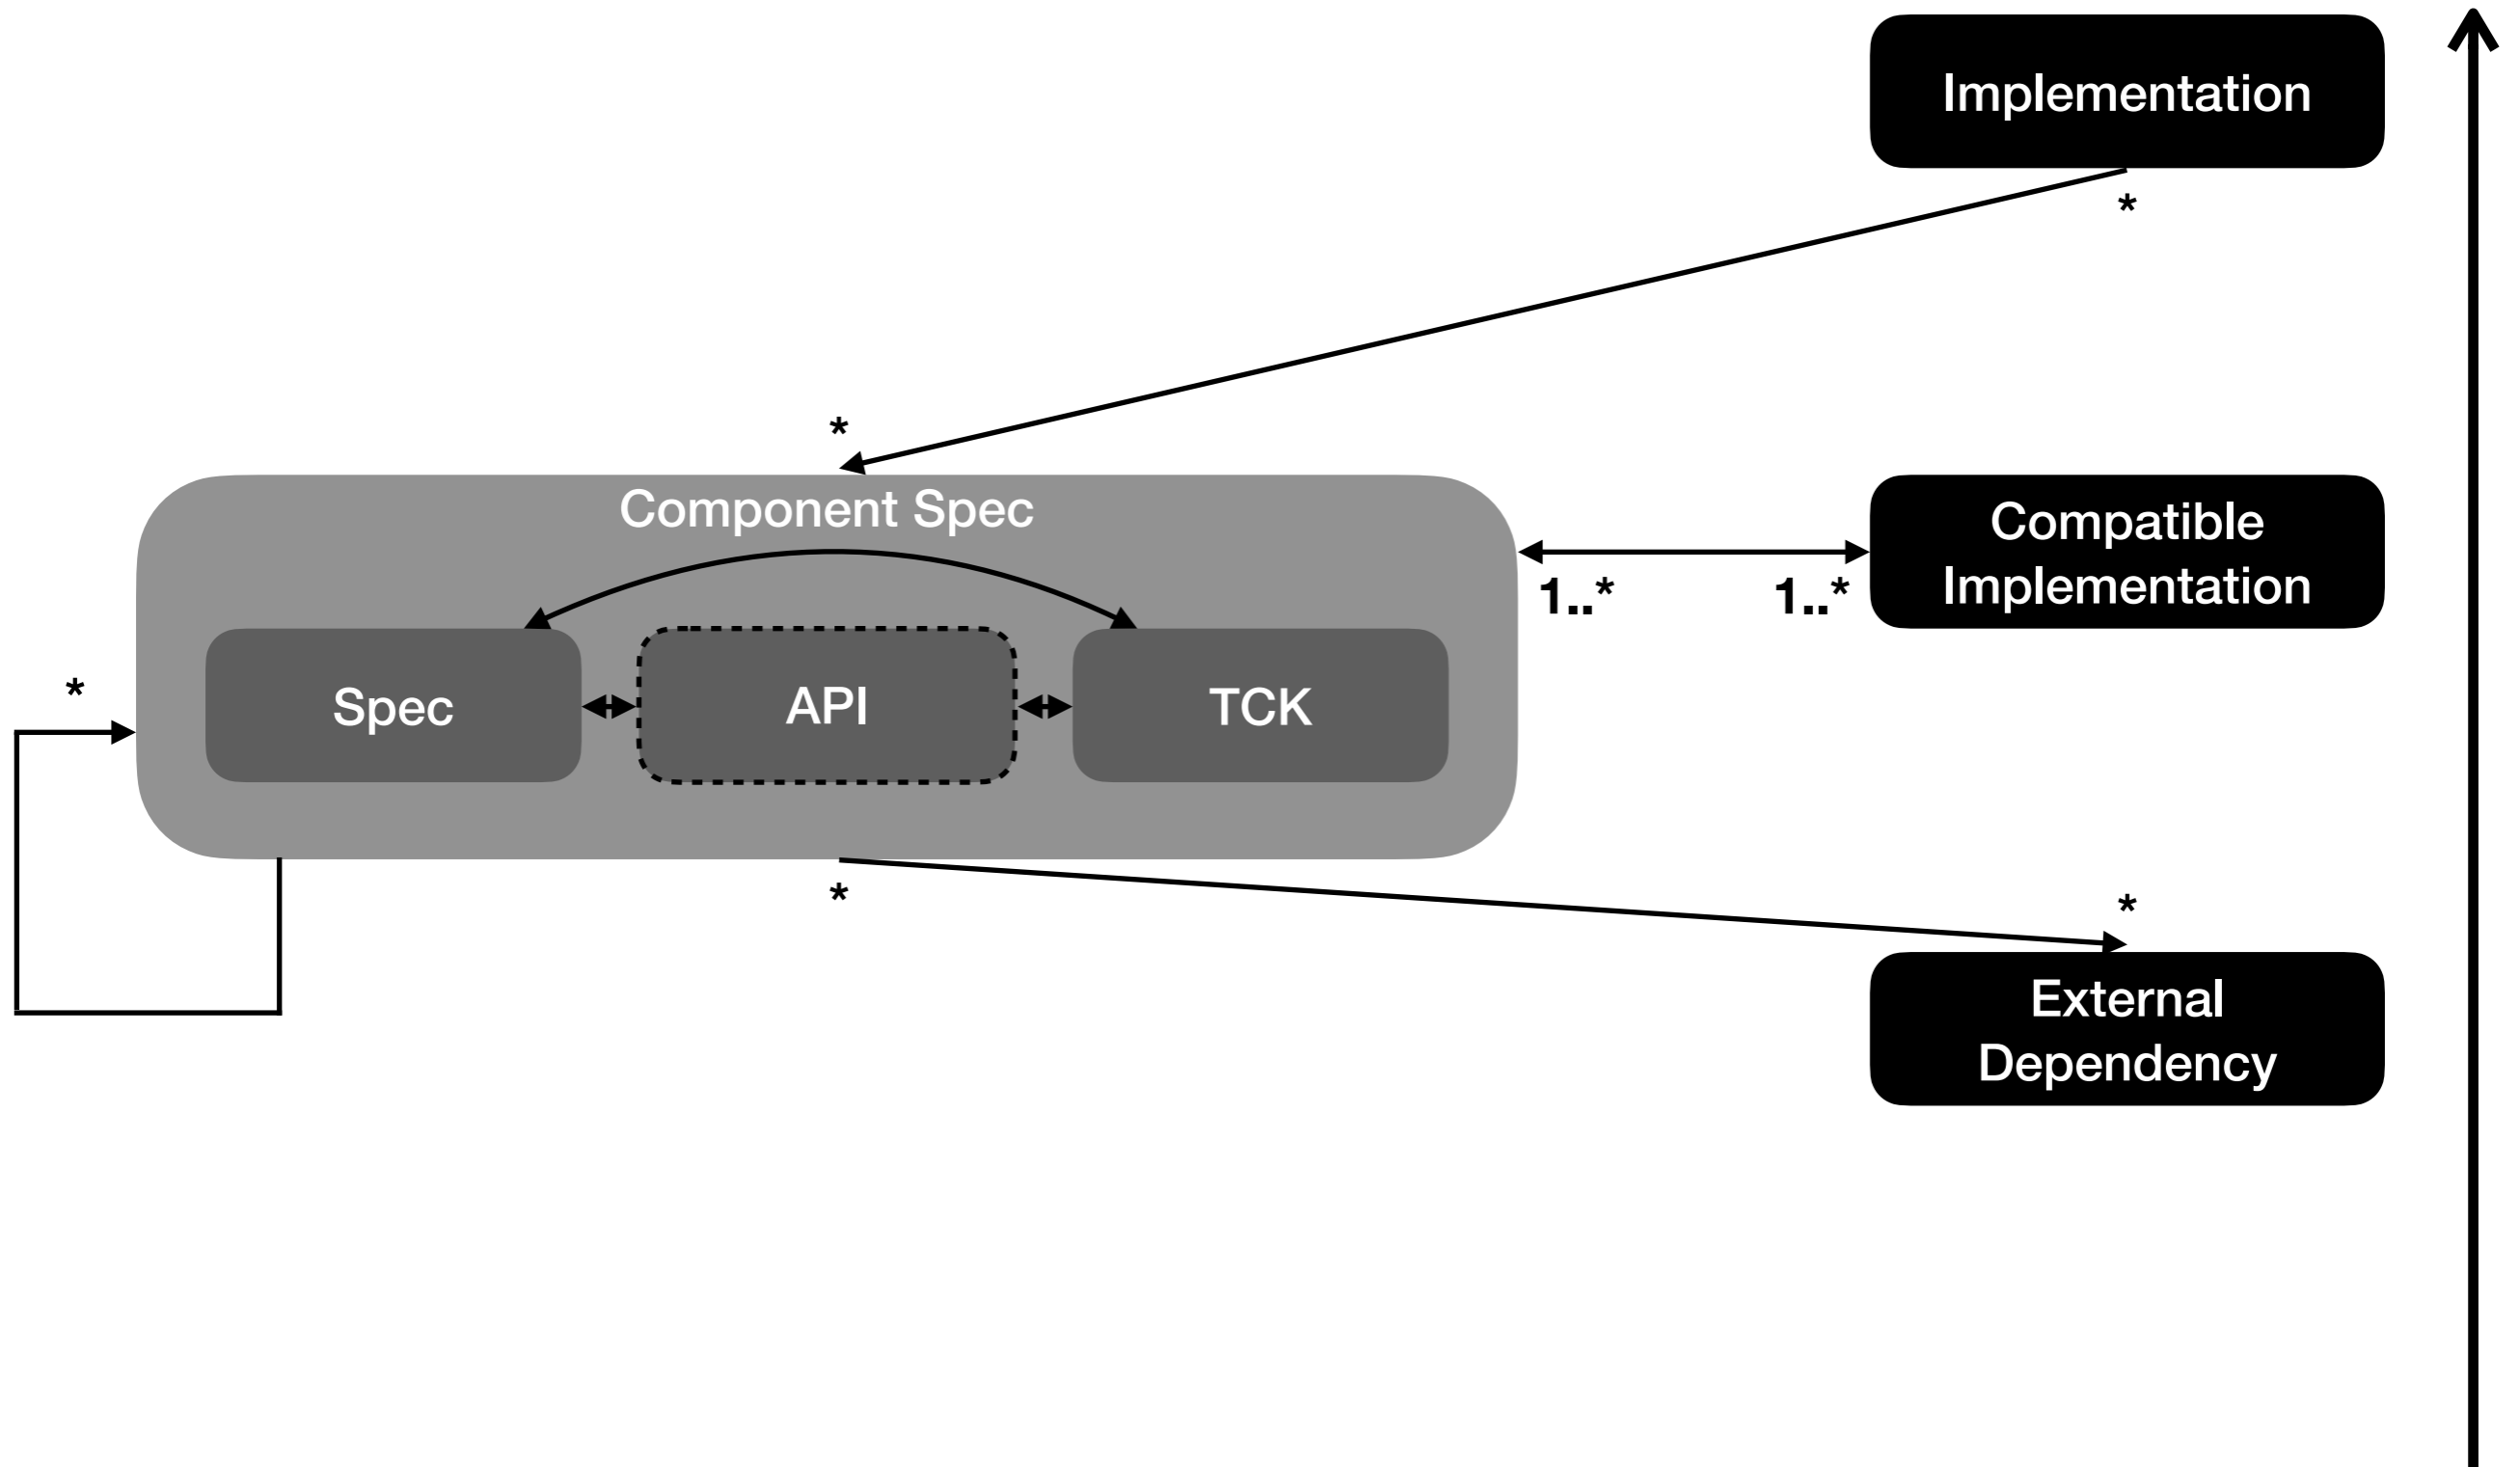 Implementation
*
*
Component Spec
Compatible
Implementation
1..*
1..*
*
Spec
API
TCK
*
*
External
Dependency